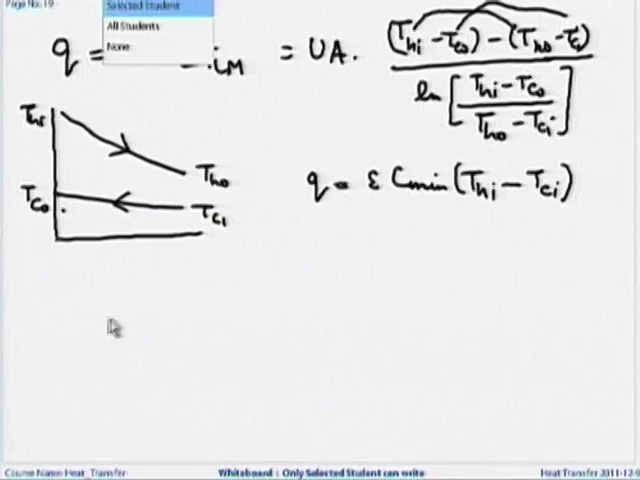 Page No: 19
Selected Student
All Students
None
q = LM = UA. (Thi - Tco) - (Tho - Tci)
ln [ Thi - Tco
Tho - Tci ]
Thi
Tho
q = ε Cmin (Thi - Tci)
Tco
Tci
Course Name: Heat_Transfer Whiteboard : Only Selected Student can write Heat Transfer 2011-12-